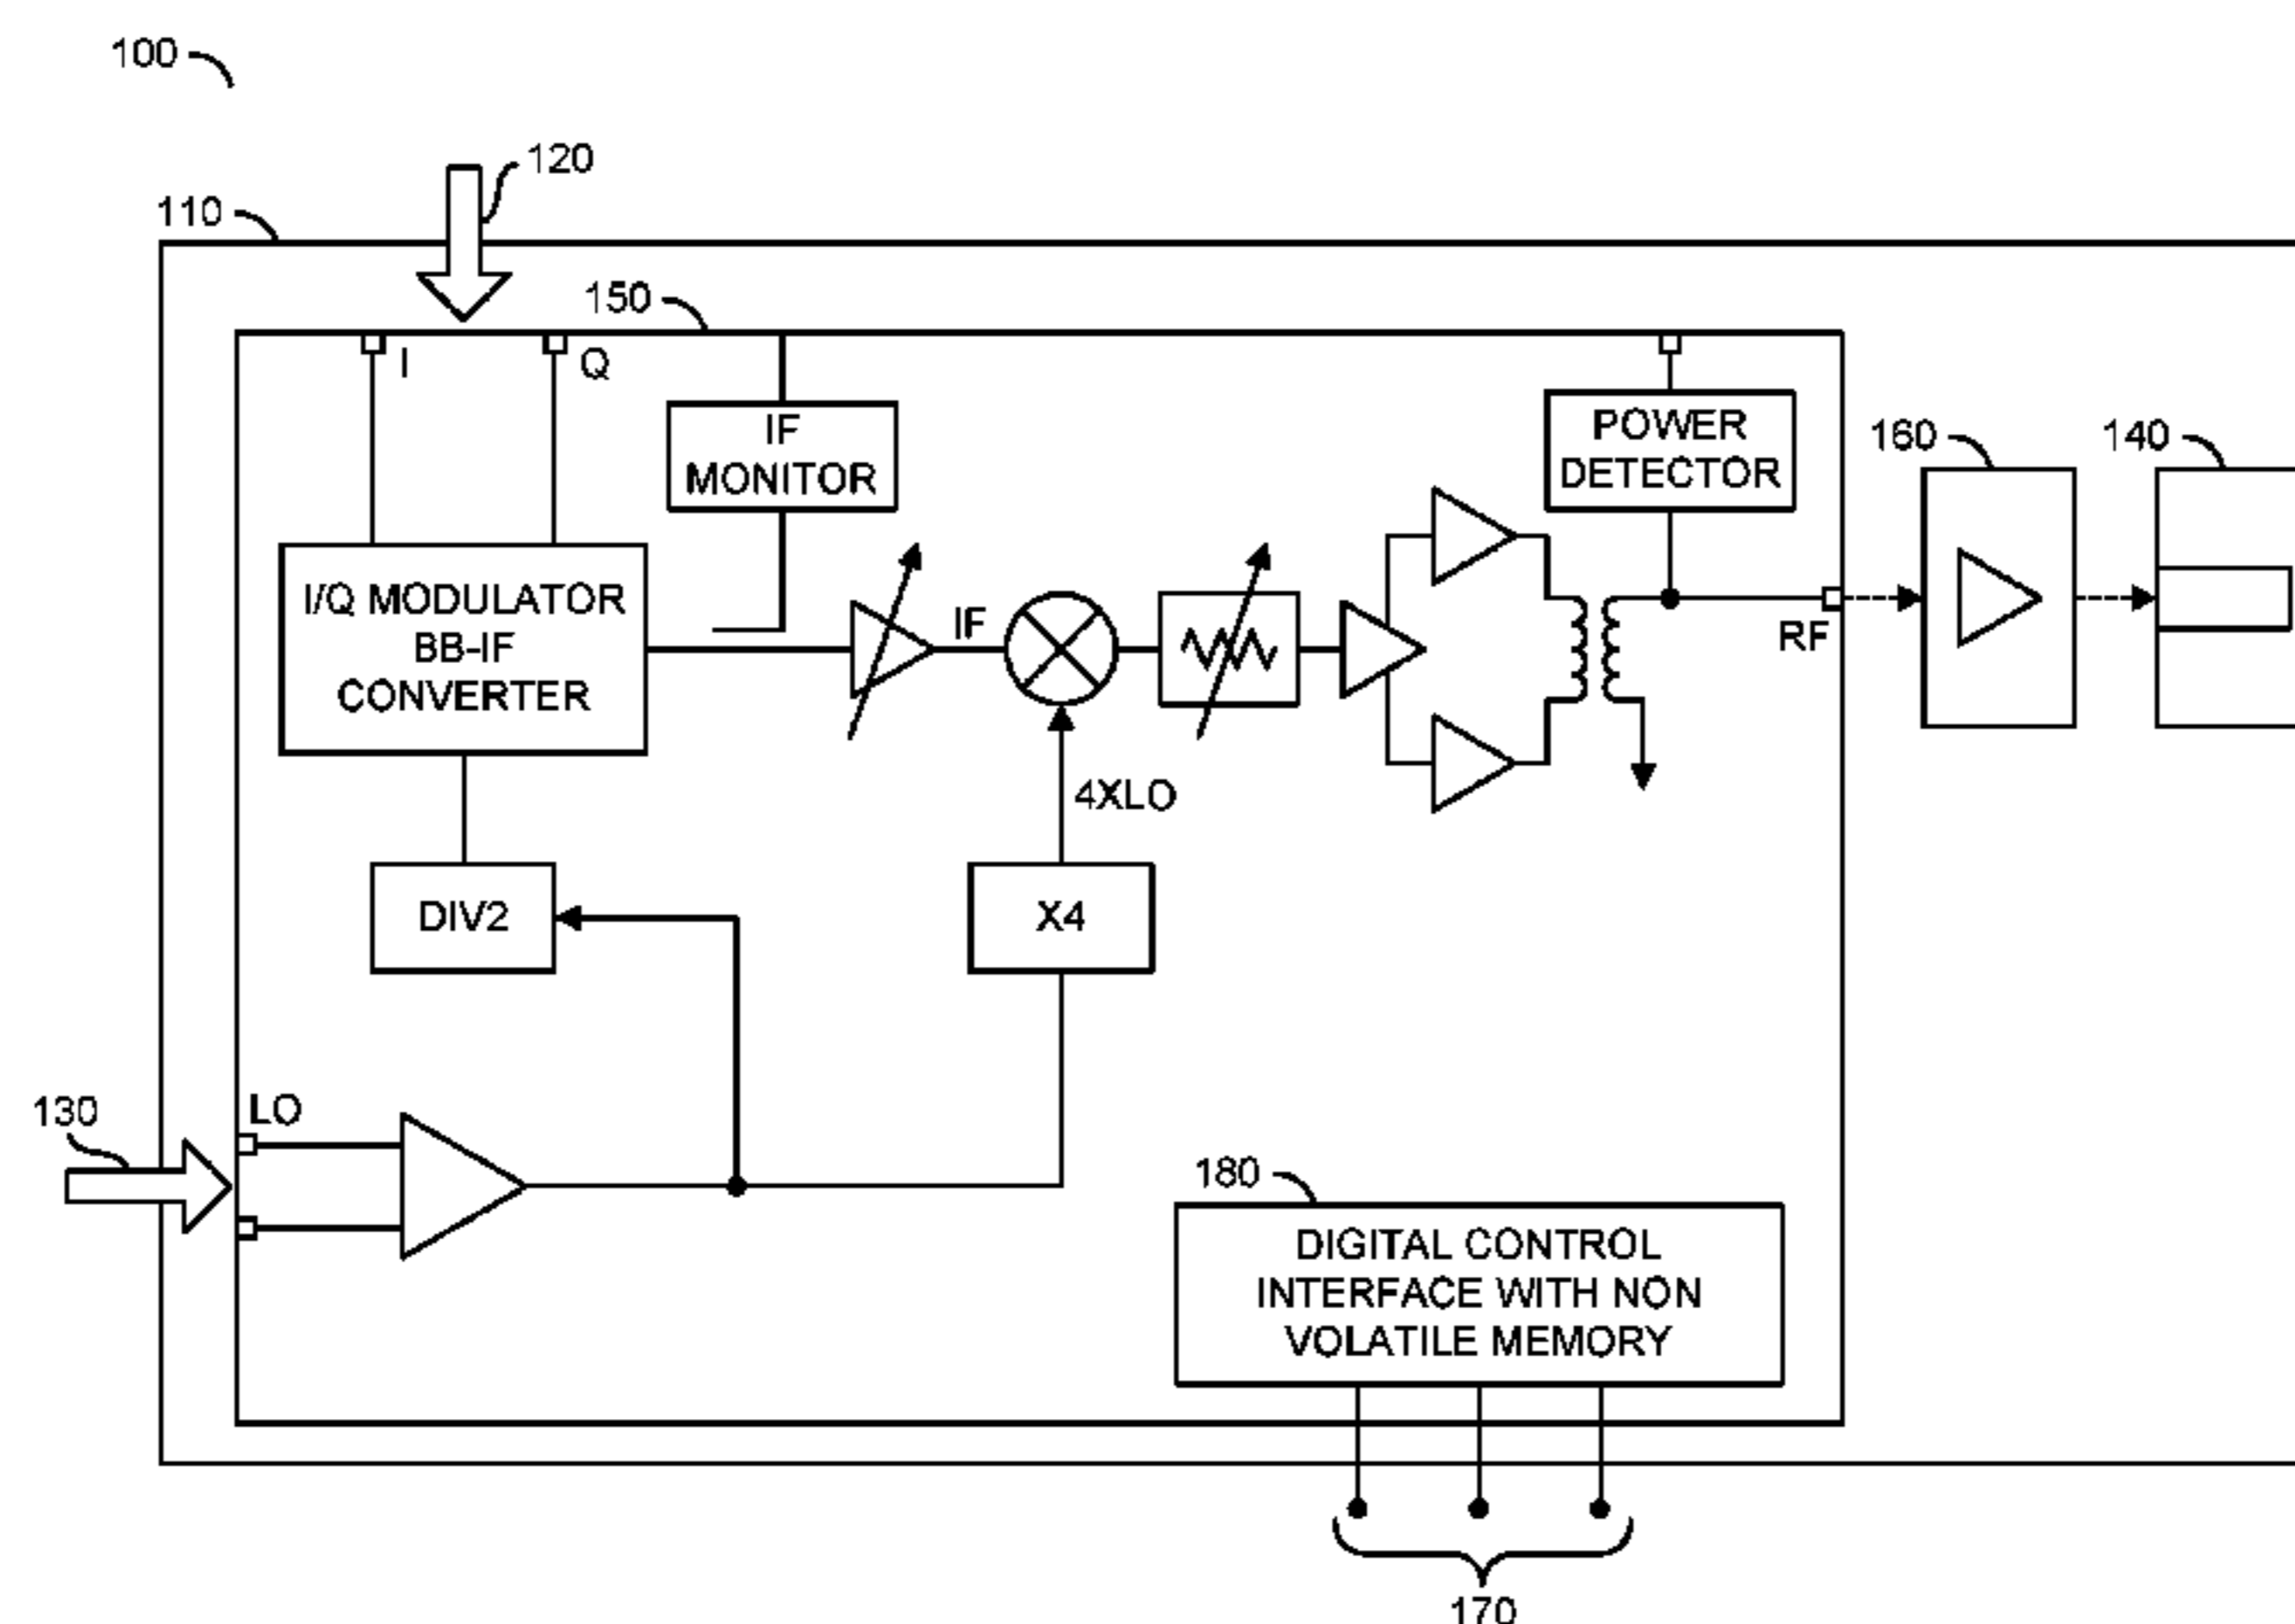 100
120
110
150
I
Q
IF
MONITOR
POWER
DETECTOR
160
140
I/Q MODULATOR
BB-IF
CONVERTER
IF
RF
4XLO
DIV2
X4
LO
130
180
DIGITAL CONTROL
INTERFACE WITH NON
VOLATILE MEMORY
170